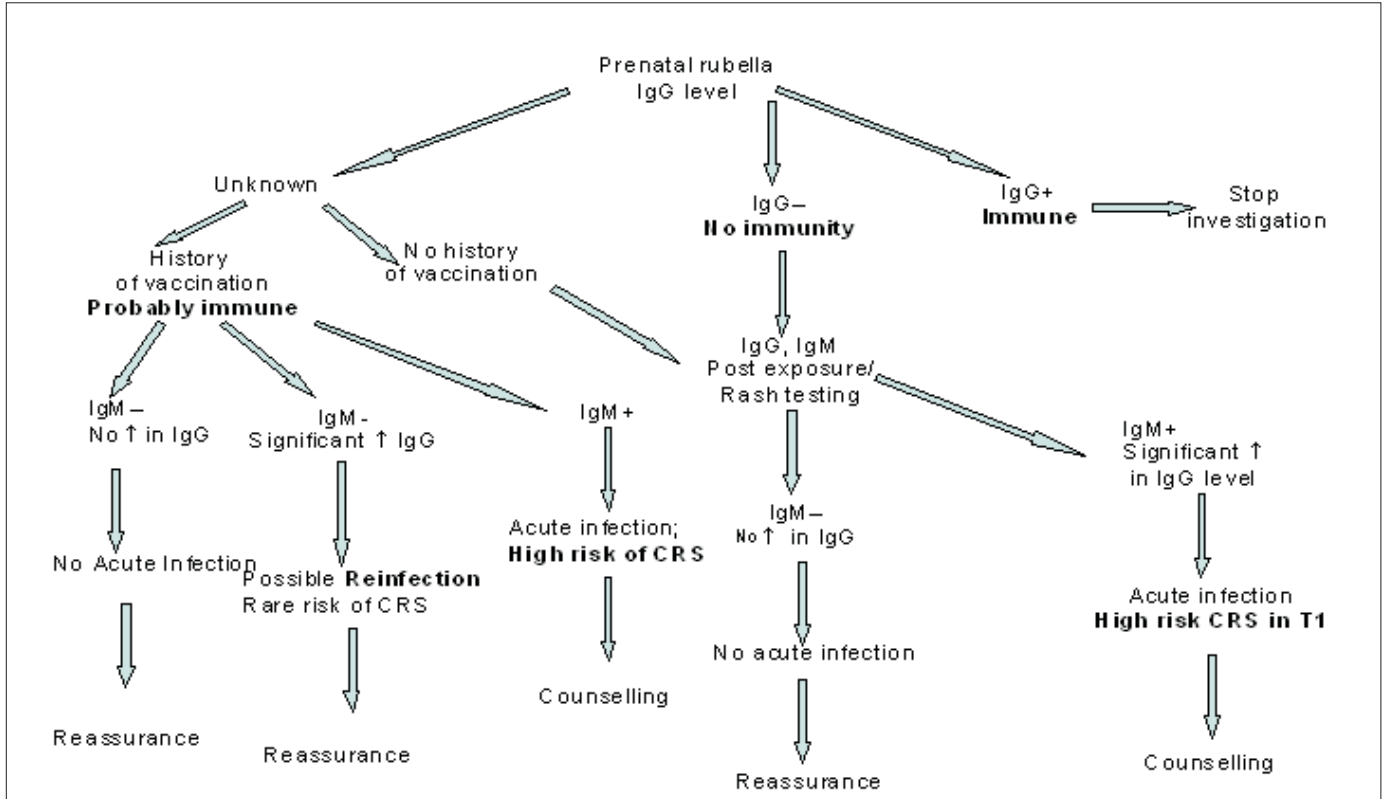 Prenatal rubella
IgG level
Unknown
IgG–
No immunity
IgG+
Immune
Stop
investigation
History
of vaccination
Probably immune
No history
of vaccination
IgG, IgM
Post exposure/
Rash testing
IgM–
No ↑ in IgG
IgM-
Significant ↑ IgG
IgM+
IgM+
Significant ↑
in IgG level
IgM–
No ↑ in IgG
No Acute Infection
Possible Reinfection
Rare risk of CRS
Acute infection;
High risk of CRS
No acute infection
Acute infection
High risk CRS in T1
Reassurance
Reassurance
Counselling
Reassurance
Counselling